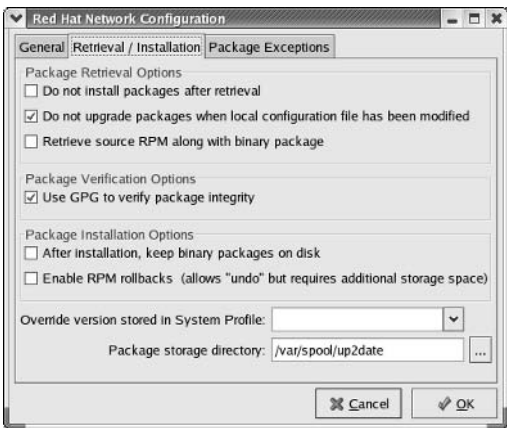 Red Hat Network Configuration
General Retrieval / Installation Package Exceptions
Package Retrieval Options
Do not install packages after retrieval
Do not upgrade packages when local configuration file has been modified
Retrieve source RPM along with binary package
Package Verification Options
Use GPG to verify package integrity
Package Installation Options
After installation, keep binary packages on disk
Enable RPM rollbacks (allows "undo" but requires additional storage space)
Override version stored in System Profile:
Package storage directory: /var/spool/up2date ...
Cancel OK